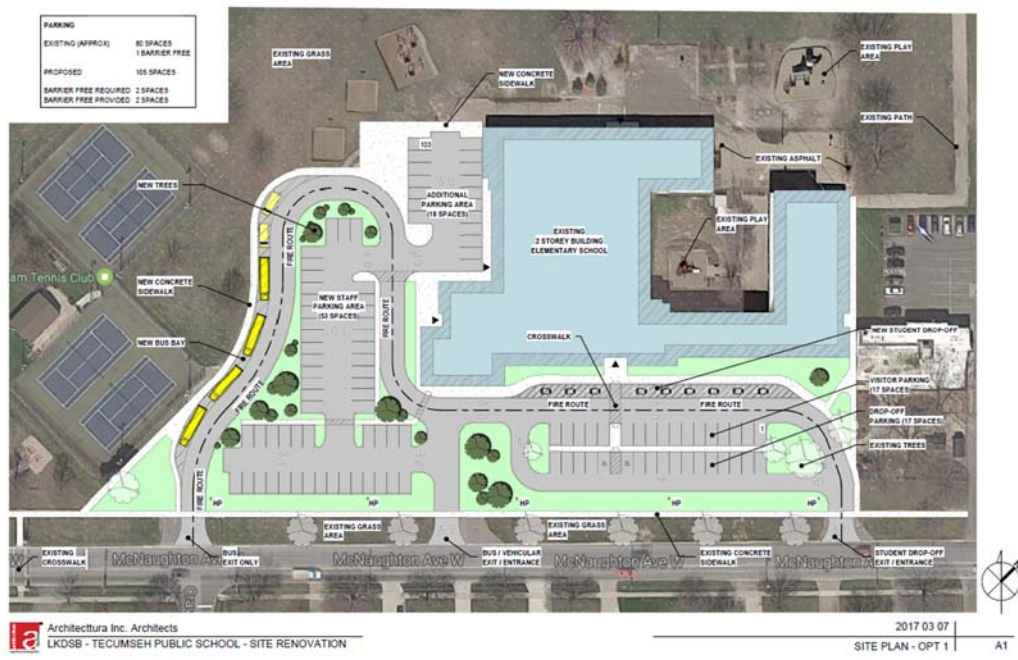 PARKING
EXISTING (APPROX) 80 SPACES
1 BARRIER FREE
PROPOSED 105 SPACES
BARRIER FREE REQUIRED 2 SPACES
BARRIER FREE PROVIDED 2 SPACES
EXISTING GRASS
AREA
NEW CONCRETE
SIDEWALK
EXISTING PLAY
AREA
EXISTING PATH
103
EXISTING ASPHALT
NEW TREES
ADDITIONAL
PARKING AREA
(18 SPACES)
EXISTING
2 STOREY BUILDING
ELEMENTARY SCHOOL
EXISTING PLAY
AREA
FIRE ROUTE
am Tennis Club
NEW CONCRETE
SIDEWALK
NEW STAFF
PARKING AREA
(53 SPACES)
FIRE ROUTE
CROSSWALK
NEW STUDENT DROP-OFF
NEW BUS BAY
VISITOR PARKING
(17 SPACES)
FIRE ROUTE
FIRE ROUTE
FIRE ROUTE
DROP-OFF
PARKING (17 SPACES)
1
EXISTING TREES
FIRE ROUTE
HP
HP
HP
HP
EXISTING GRASS
AREA
EXISTING GRASS
AREA
EXISTING
CROSSWALK
McNaughton Ave
BUS
EXIT ONLY
McNaughton Ave W
BUS / VEHICULAR
EXIT / ENTRANCE
McNaughton Ave W
EXISTING CONCRETE
SIDEWALK
McNaughton A
STUDENT DROP-OFF
EXIT / ENTRANCE
Architecttura Inc. Architects
LKDSB - TECUMSEH PUBLIC SCHOOL - SITE RENOVATION
2017 03 07
SITE PLAN - OPT 1
A1